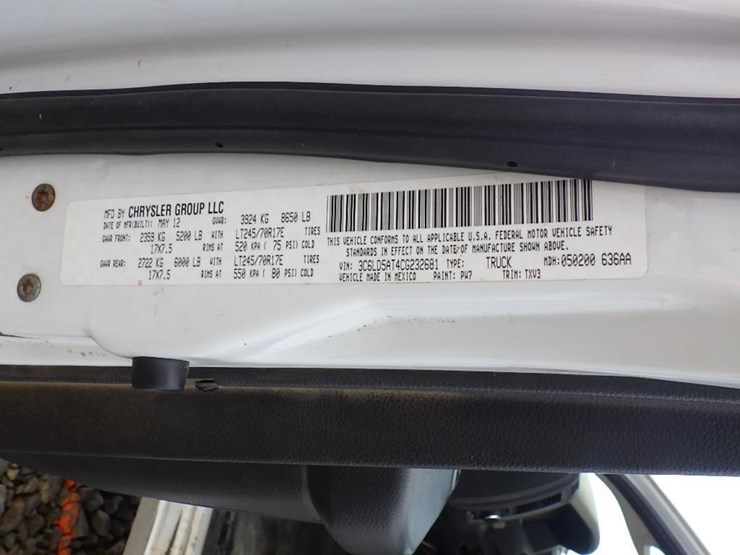 MFD BY CHRYSLER GROUP LLC
DATE OF MFR(BUILT): MAY 12 GVWR: 3924 KG 8650 LB
GWR FRONT: 2359 KG 5200 LB WITH LT245/70R17E TIRES
17X7.5 RIMS AT 520 KPA ( 75 PSI) COLD
GWR REAR: 2722 KG 6000 LB WITH LT245/70R17E TIRES
17X7.5 RIMS AT 550 KPA ( 80 PSI) COLD
THIS VEHICLE CONFORMS TO ALL APPLICABLE U.S.A. FEDERAL MOTOR VEHICLE SAFETY
STANDARDS IN EFFECT ON THE DATE OF MANUFACTURE SHOWN ABOVE.
VIN: 3C6LD5AT4CG232681 TYPE: TRUCK MDH: 050200 636AA
VEHICLE MADE IN MEXICO PAINT: PW7 TRIM: TXV3